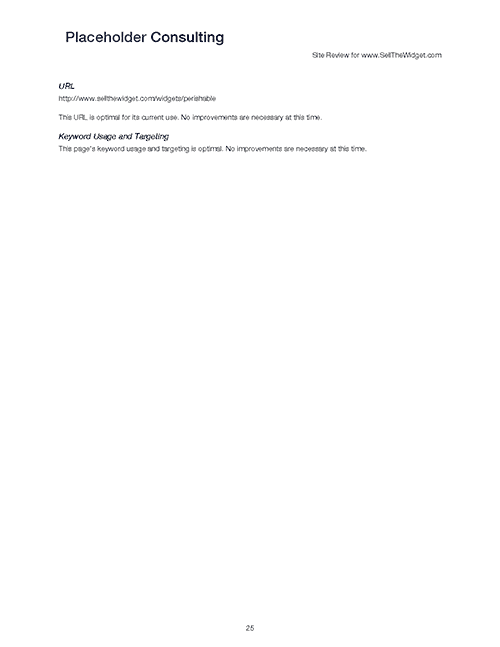 Placeholder Consulting
Site Review for www.SellTheWidget.com
URL
http://www.sellthewidget.com/widgets/perishable
This URL is optimal for its current use. No improvements are necessary at this time.
Keyword Usage and Targeting
This page's keyword usage and targeting is optimal. No improvements are necessary at this time.
25